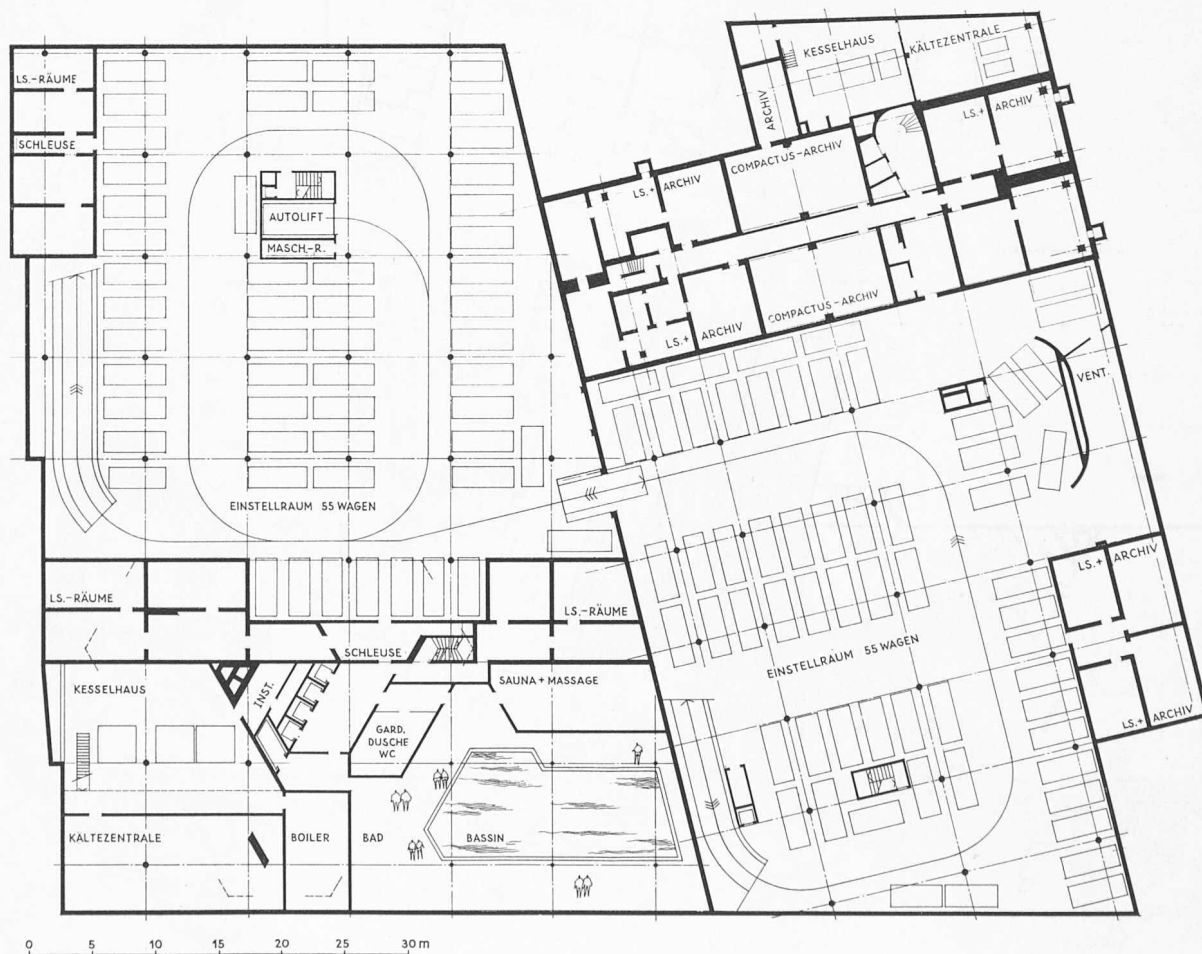 KESSELHAUS
KÄLTEZENTRALE
LS.-RÄUME
ARCHIV
LS.+
SCHLEUSE
COMPACTUS-ARCHIV
LS.+ ARCHIV
AUTOLIFT
MASCH.-R.
COMPACTUS-ARCHIV
LS.+ ARCHIV
VENT.
EINSTELLRAUM 55 WAGEN
LS.+ ARCHIV
LS.-RÄUME
LS.-RÄUME
SCHLEUSE
EINSTELLRAUM 55 WAGEN
KESSELHAUS
INST.
SAUNA + MASSAGE
GARD.
DUSCHE
WC
LS.+ ARCHIV
KÄLTEZENTRALE
BOILER
BAD
BASSIN
0 5 10 15 20 25 30 m